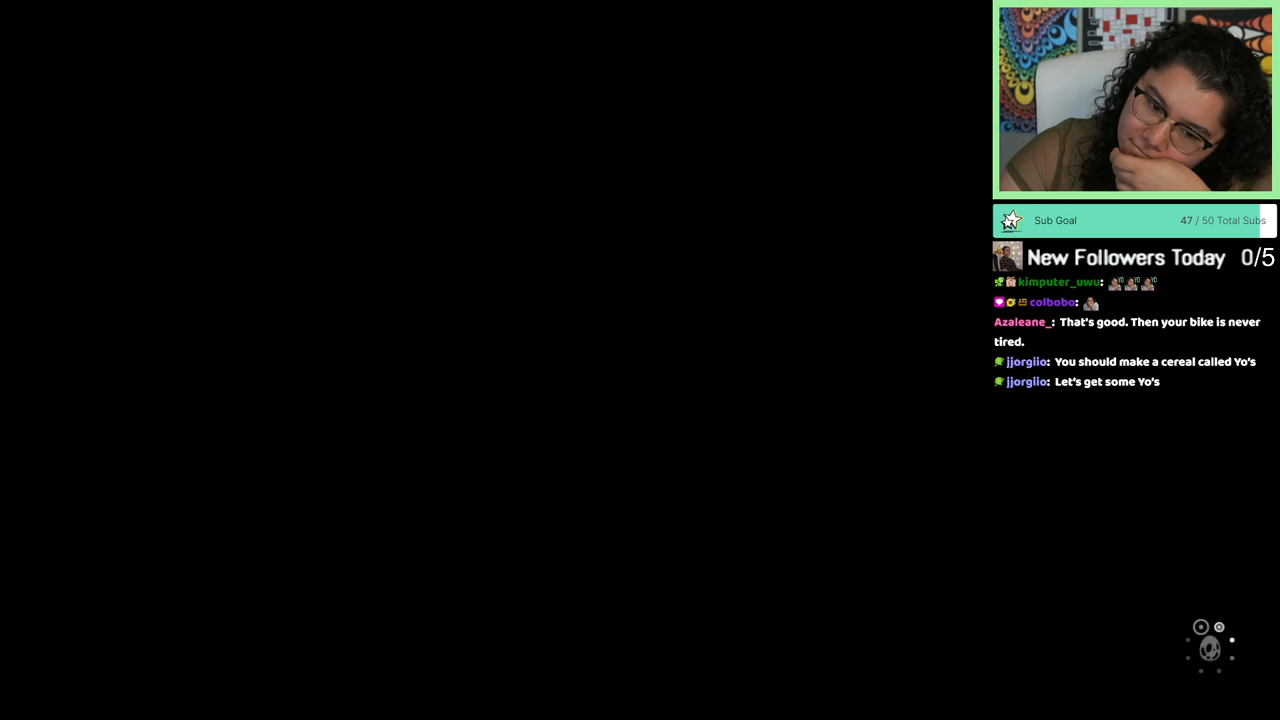 Sub Goal 47 / 50 Total Subs
New Followers Today 0/5
kimputer_uwu:
colbobo:
Azaleane_: That's good. Then your bike is never
tired.
jjorgiio: You should make a cereal called Yo's
jjorgiio: Let's get some Yo's